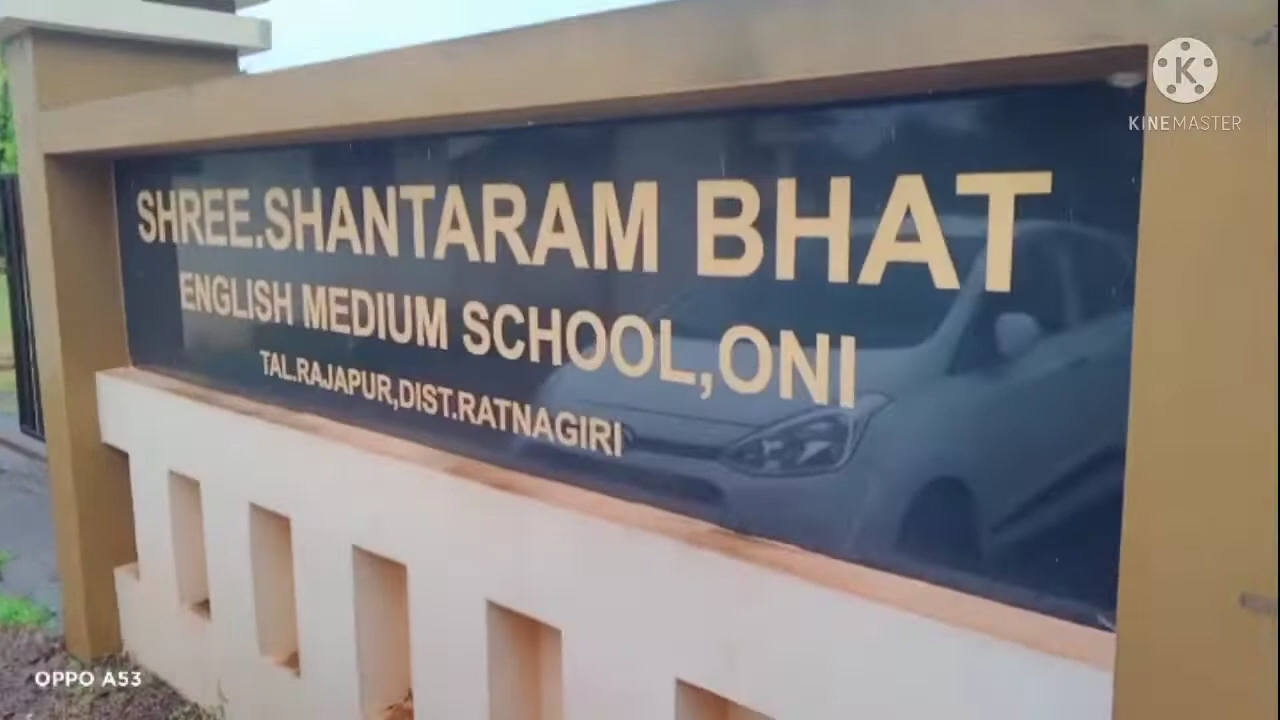 K
KINEMASTER
SHREE.SHANTARAM BHAT
ENGLISH MEDIUM SCHOOL,ONI
TAL.RAJAPUR,DIST.RATNAGIRI
OPPO A53